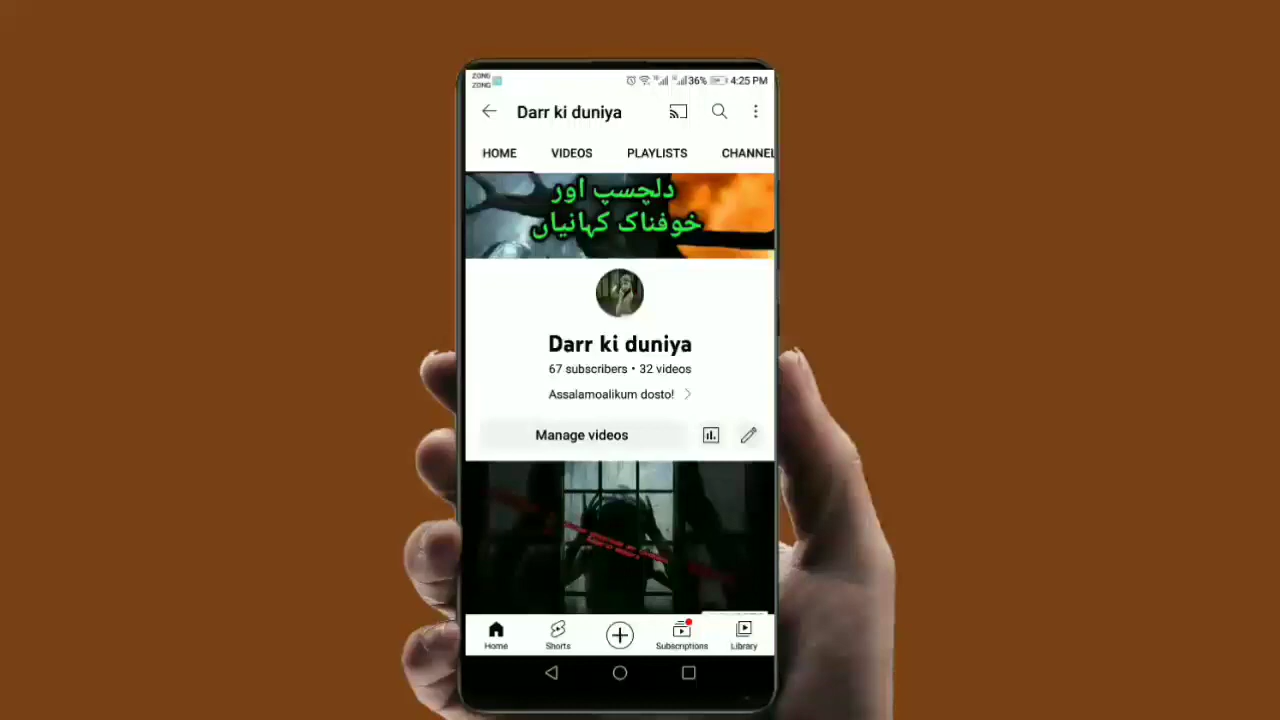 ZONG
ZONG
36%
4:25 PM
Darr ki duniya
HOME
VIDEOS
PLAYLISTS
CHANNEL
دلچسپ اور
خوفناک کہانیاں
Darr ki duniya
67 subscribers • 32 videos
Assalamoalikum dosto!
Manage videos
Home
Shorts
Subscriptions
Library